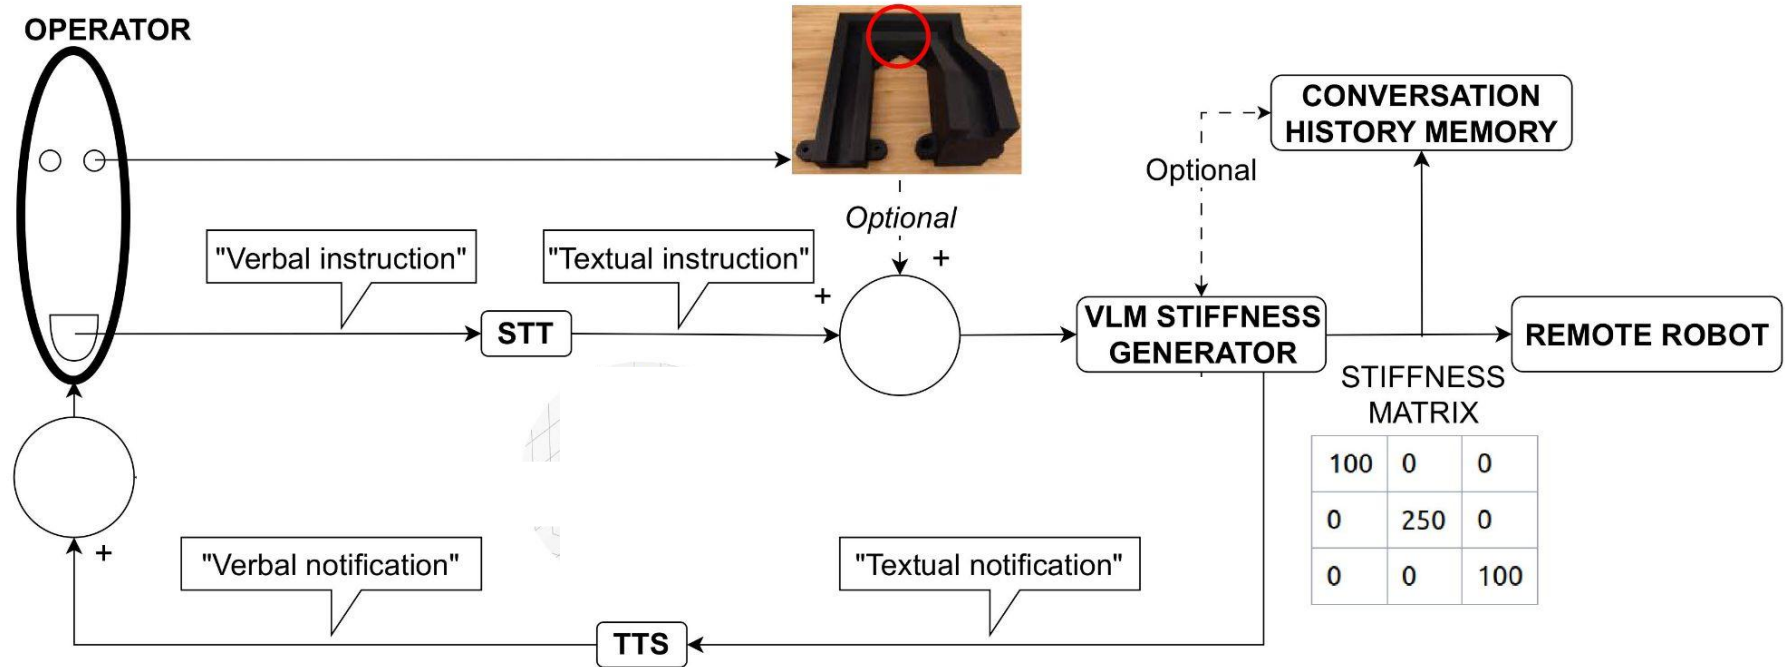 OPERATOR
CONVERSATION
HISTORY MEMORY
Optional
Optional
"Verbal instruction"
"Textual instruction"
+
+
STT
VLM STIFFNESS
GENERATOR
REMOTE ROBOT
STIFFNESS
MATRIX
100 0 0
0 250 0
0 0 100
+
"Verbal notification"
"Textual notification"
TTS